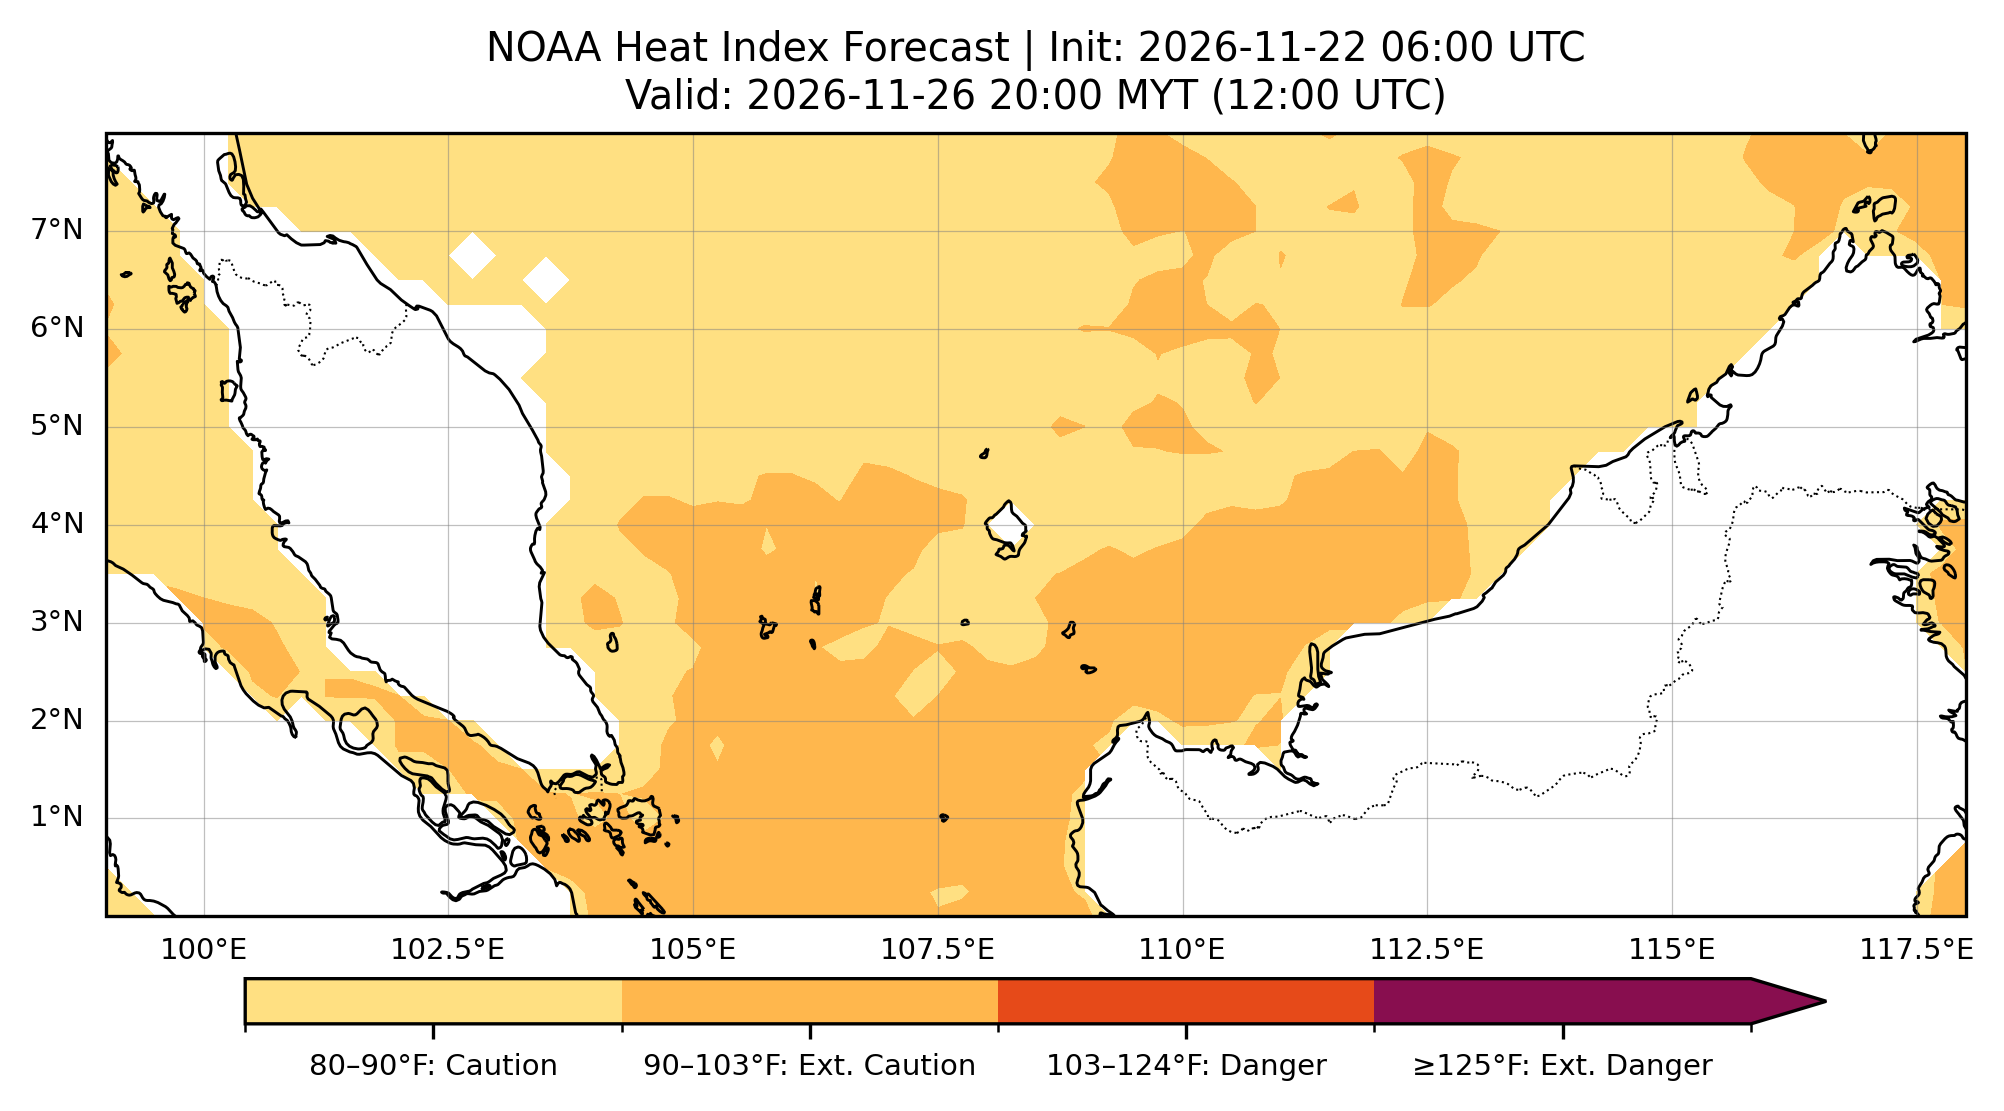 NOAA Heat Index Forecast | Init: 2026-11-22 06:00 UTC
Valid: 2026-11-26 20:00 MYT (12:00 UTC)
7°N
6°N
5°N
4°N
3°N
2°N
1°N
100°E 102.5°E 105°E 107.5°E 110°E 112.5°E 115°E 117.5°E
80–90°F: Caution 90–103°F: Ext. Caution 103–124°F: Danger ≥125°F: Ext. Danger